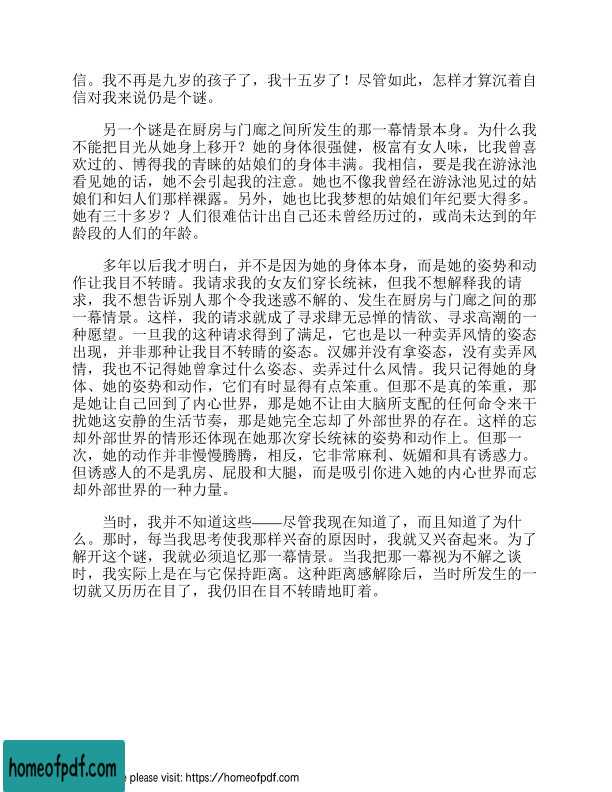 信。我不再是九岁的孩子了，我十五岁了！尽管如此，怎样才算沉着自
信对我来说仍是个谜。
另一个谜是在厨房与门廊之间所发生的那一幕情景本身。为什么我
不能把目光从她身上移开？她的身体很强健，极富有女人味，比我曾喜
欢过的、博得我的青睐的姑娘们的身体丰满。我相信，要是我在游泳池
看见她的话，她不会引起我的注意。她也不像我曾经在游泳池见过的姑
娘们和妇人们那样裸露。另外，她也比我梦想的姑娘们年纪要大得多。
她有三十多岁？人们很难估计出自己还未曾经历过的，或尚未达到的年
龄段的人们的年龄。
多年以后我才明白，并不是因为她的身体本身，而是她的姿势和动
作让我目不转睛。我请求我的女友们穿长统袜，但我不想解释我的请
求，我不想告诉别人那个令我迷惑不解的、发生在厨房与门廊之间的那
一幕情景。这样，我的请求就成了寻求肆无忌惮的情欲、寻求高潮的一
种愿望。一旦我的这种请求得到了满足，它也是以一种卖弄风情的姿态
出现，并非那种让我目不转睛的姿态。汉娜并没有拿姿态，没有卖弄风
情，我也不记得她曾拿过什么姿态、卖弄过什么风情。我只记得她的身
体、她的姿势和动作，它们有时显得有点笨重。但那不是真的笨重，那
是她让自己回到了内心世界，那是她不让由大脑所支配的任何命令来干
扰她这安静的生活节奏，那是她完全忘却了外部世界的存在。这样的忘
却外部世界的情形还体现在她那次穿长统袜的姿势和动作上。但那一
次，她的动作并非慢慢腾腾，相反，它非常麻利、妩媚和具有诱惑力。
但诱惑人的不是乳房、屁股和大腿，而是吸引你进入她的内心世界而忘
却外部世界的一种力量。
当时，我并不知道这些——尽管我现在知道了，而且知道了为什
么。那时，每当我思考使我那样兴奋的原因时，我就又兴奋起来。为了
解开这个谜，我就必须追忆那一幕情景。当我把那一幕视为不解之谈
时，我实际上是在与它保持距离。这种距离感解除后，当时所发生的一
切就又历历在目了，我仍旧在目不转睛地盯着。
homeofpdf.com
please visit: https://homeofpdf.com